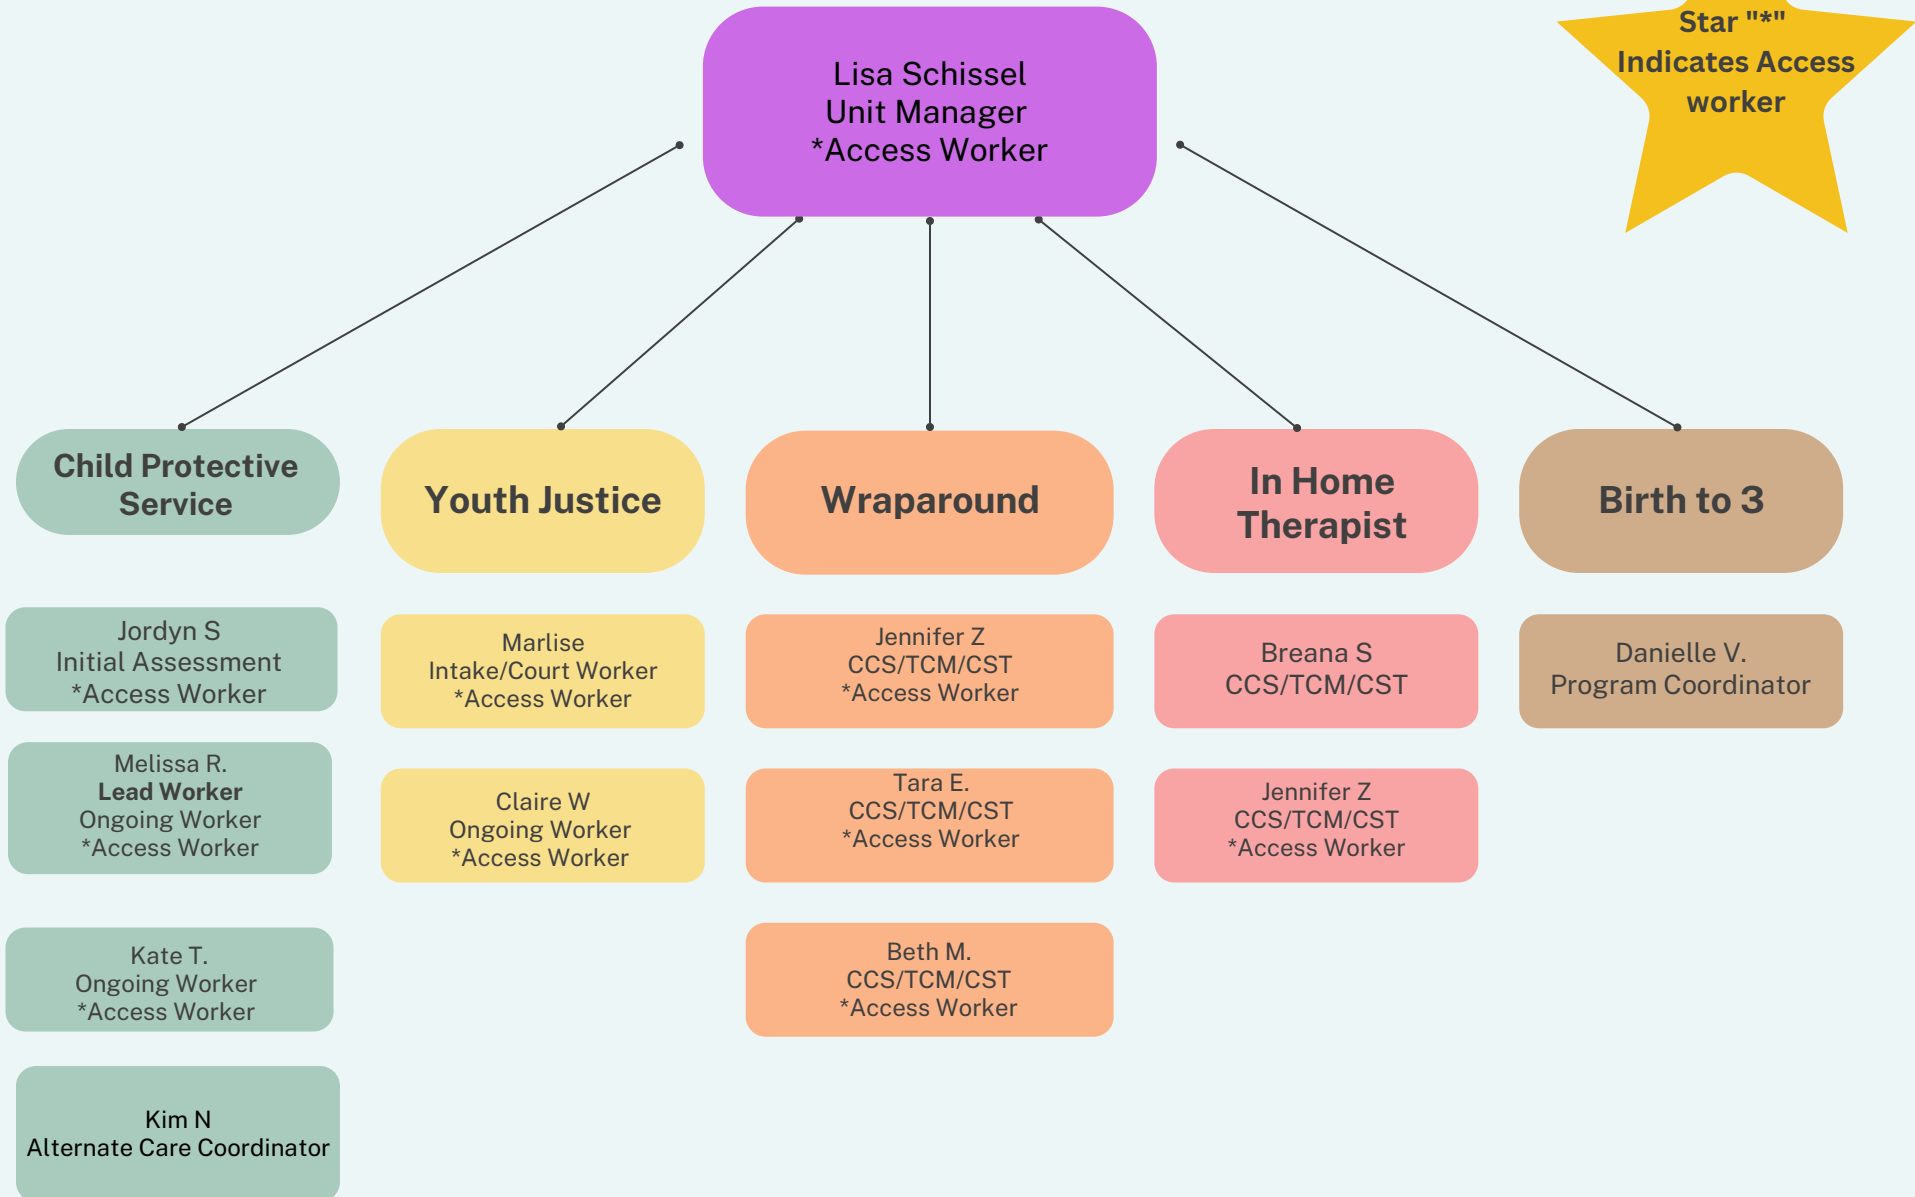 Lisa Schissel
Unit Manager
*Access Worker
Star "*"
Indicates Access
worker
Child Protective
Service
Youth Justice
Wraparound
In Home
Therapist
Birth to 3
Jordyn S
Initial Assessment
*Access Worker
Melissa R.
Lead Worker
Ongoing Worker
*Access Worker
Kate T.
Ongoing Worker
*Access Worker
Kim N
Alternate Care Coordinator
Marlise
Intake/Court Worker
*Access Worker
Claire W
Ongoing Worker
*Access Worker
Jennifer Z
CCS/TCM/CST
*Access Worker
Tara E.
CCS/TCM/CST
*Access Worker
Beth M.
CCS/TCM/CST
*Access Worker
Breana S
CCS/TCM/CST
Jennifer Z
CCS/TCM/CST
*Access Worker
Danielle V.
Program Coordinator